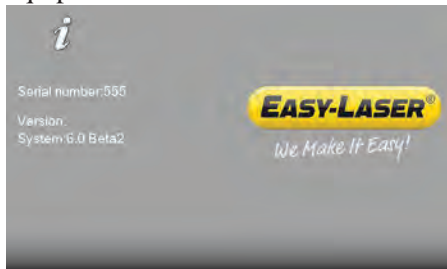 i
Serial number:555
Version:
System:6.0 Beta2
EASY-LASER®
We Make It Easy!